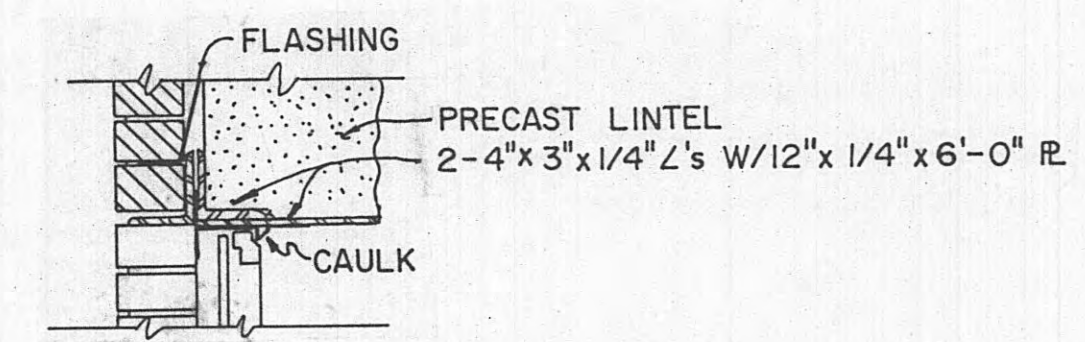 FLASHING
PRECAST LINTEL
2-4"x 3"x 1/4"∠'s W/12"x 1/4"x 6'-0" ℄
CAULK